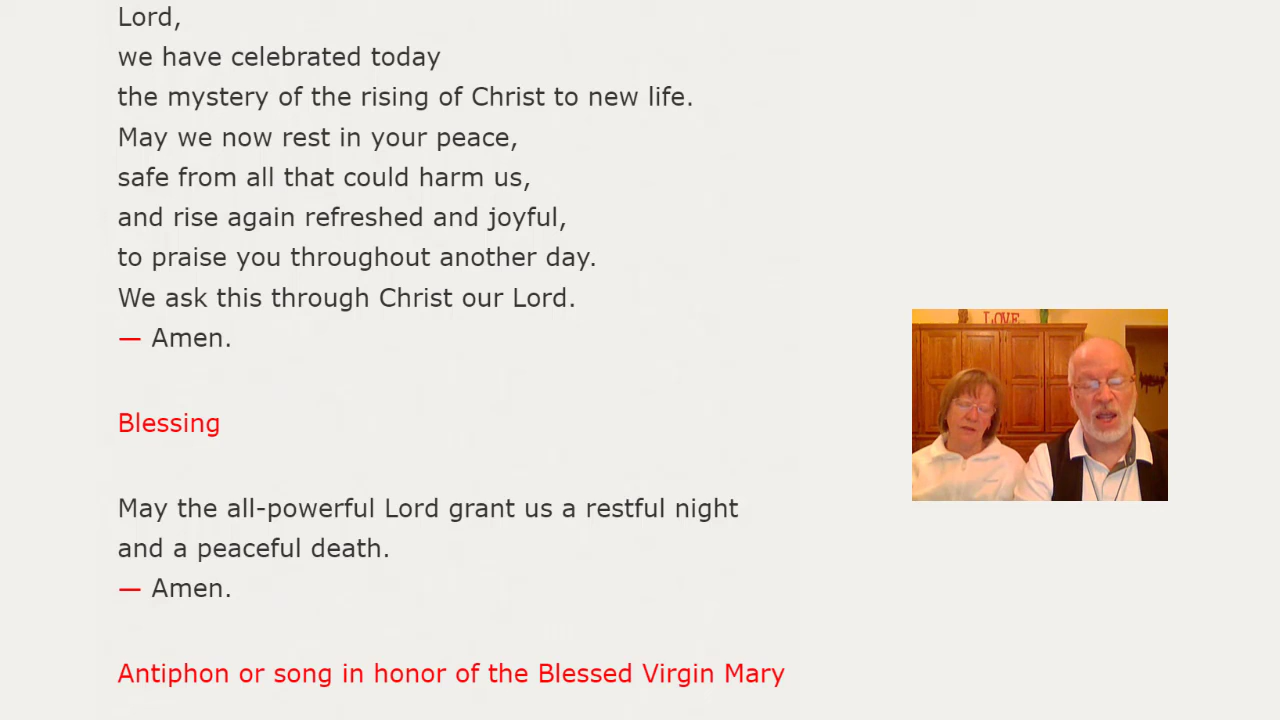 Lord,
we have celebrated today
the mystery of the rising of Christ to new life.
May we now rest in your peace,
safe from all that could harm us,
and rise again refreshed and joyful,
to praise you throughout another day.
We ask this through Christ our Lord.
— Amen.
Blessing
May the all-powerful Lord grant us a restful night
and a peaceful death.
— Amen.
Antiphon or song in honor of the Blessed Virgin Mary
LOVE